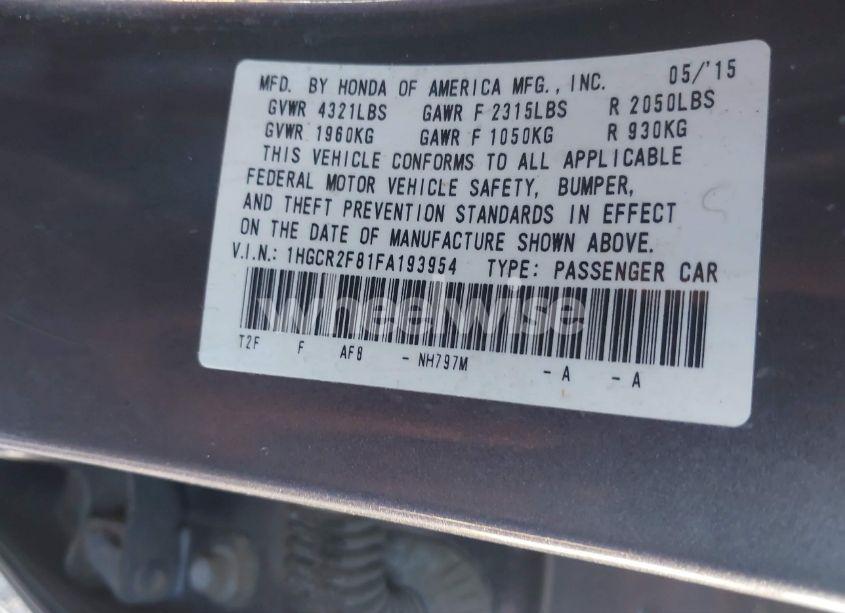 MFD. BY HONDA OF AMERICA MFG., INC. 05/'15
GVWR 4321LBS GAWR F 2315LBS R 2050LBS
GVWR 1960KG GAWR F 1050KG R 930KG
THIS VEHICLE CONFORMS TO ALL APPLICABLE
FEDERAL MOTOR VEHICLE SAFETY, BUMPER,
AND THEFT PREVENTION STANDARDS IN EFFECT
ON THE DATE OF MANUFACTURE SHOWN ABOVE.
V.I.N.: 1HGCR2F81FA193954 TYPE: PASSENGER CAR
wheelwise
T2F F AF8 - NH797M - A - A